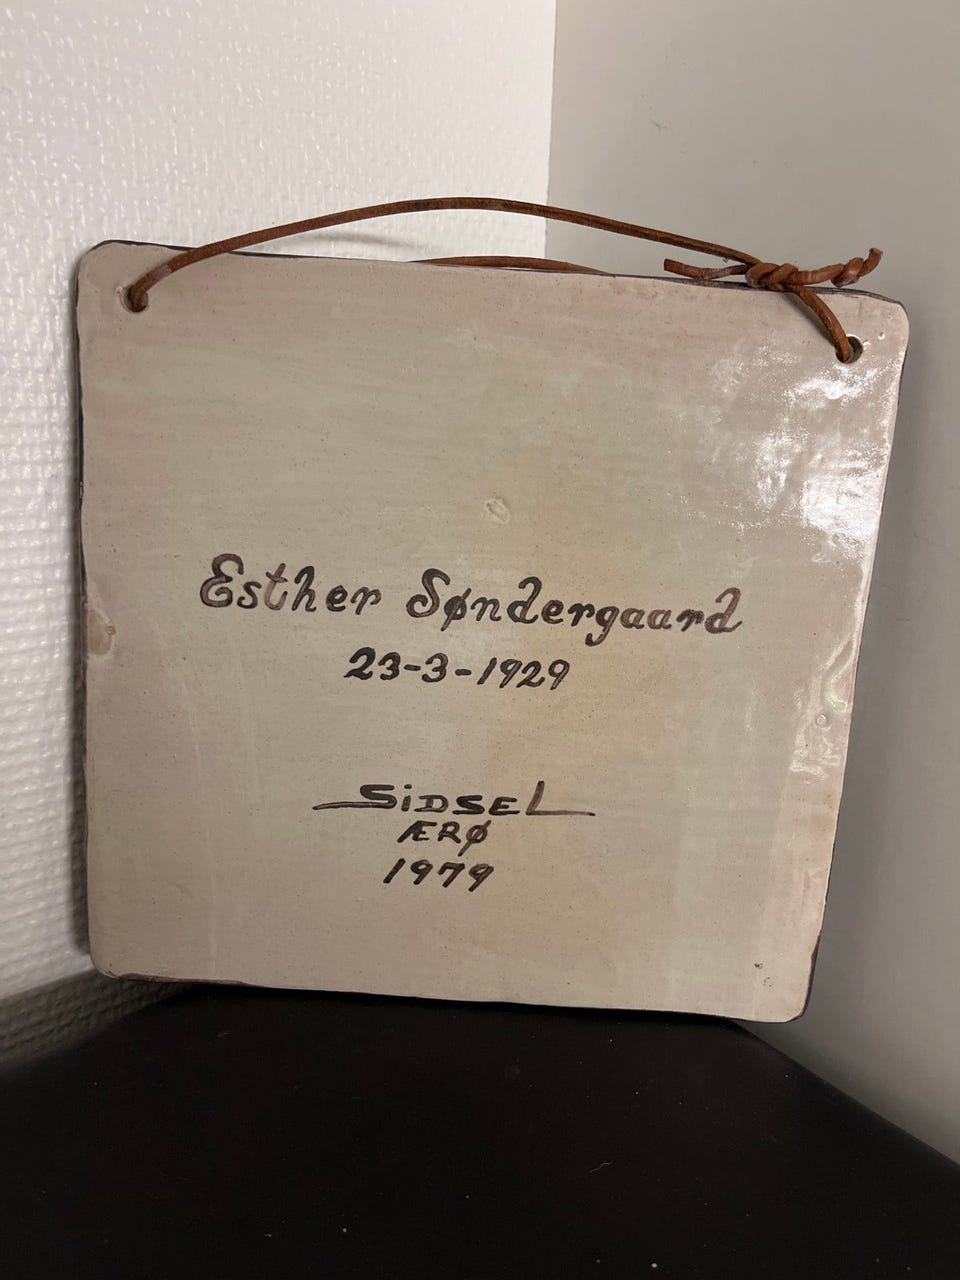 Esther Søndergaard
23-3-1929
SiDSEL
ÆRØ
1979